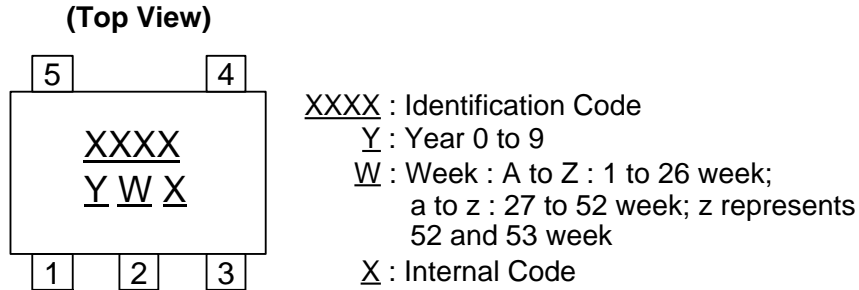 (Top View)
5 4
XXXX
Y W X
1 2 3
XXXX : Identification Code
Y : Year 0 to 9
W : Week : A to Z : 1 to 26 week;
a to z : 27 to 52 week; z represents
52 and 53 week
X : Internal Code